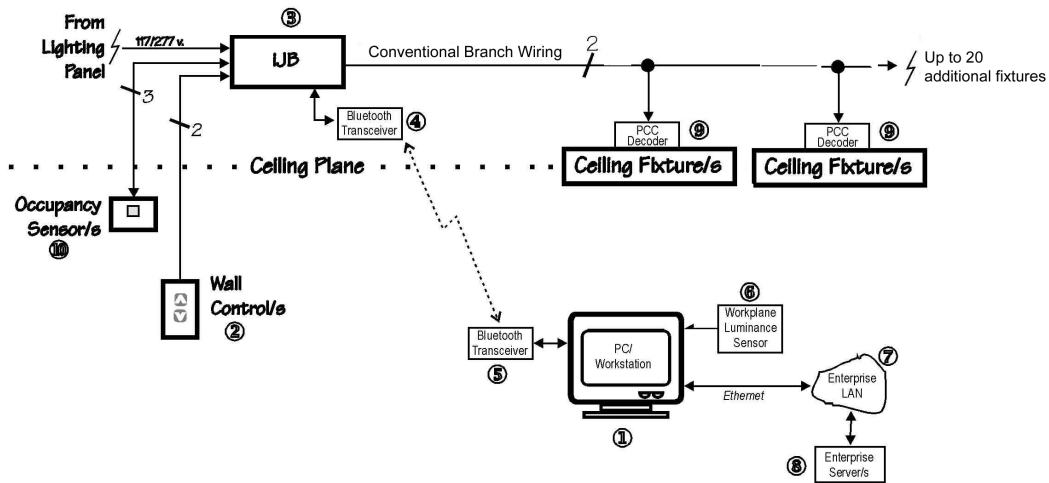 From
Lighting
Panel
117/277 v.
③
iJB
Conventional Branch Wiring
2
Up to 20
additional fixtures
3
2
Bluetooth
Transceiver
④
PCC
Decoder
⑨
PCC
Decoder
⑨
Ceiling Plane
Ceiling Fixture/s
Ceiling Fixture/s
Occupancy
Sensor/s
⑩
Wall
Control/s
②
Bluetooth
Transceiver
⑤
PC/
Workstation
①
⑥
Workplane
Luminance
Sensor
Ethernet
⑦
Enterprise
LAN
⑧
Enterprise
Server/s